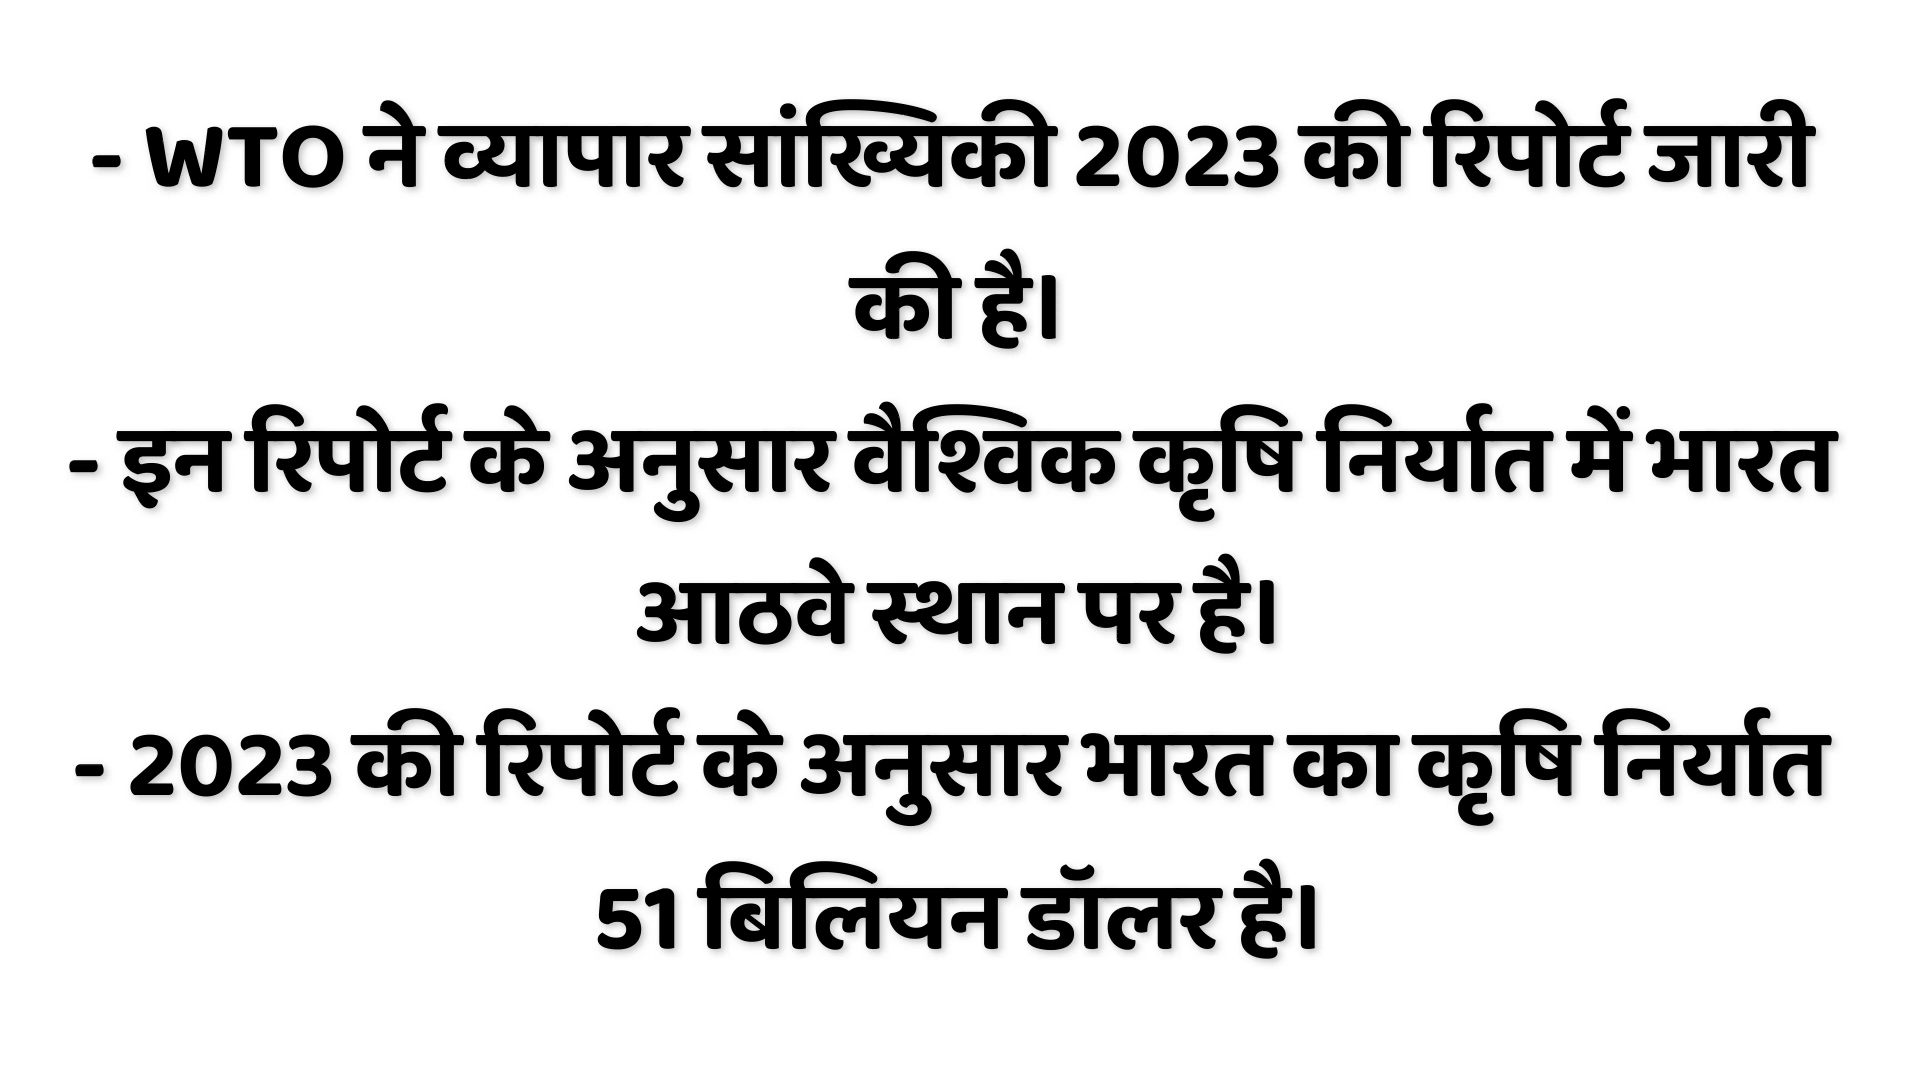 - WTO ने व्यापार सांख्यिकी 2023 की रिपोर्ट जारी
की है।
- इन रिपोर्ट के अनुसार वैश्विक कृषि निर्यात में भारत
आठवे स्थान पर है।
- 2023 की रिपोर्ट के अनुसार भारत का कृषि निर्यात
51 बिलियन डॉलर है।